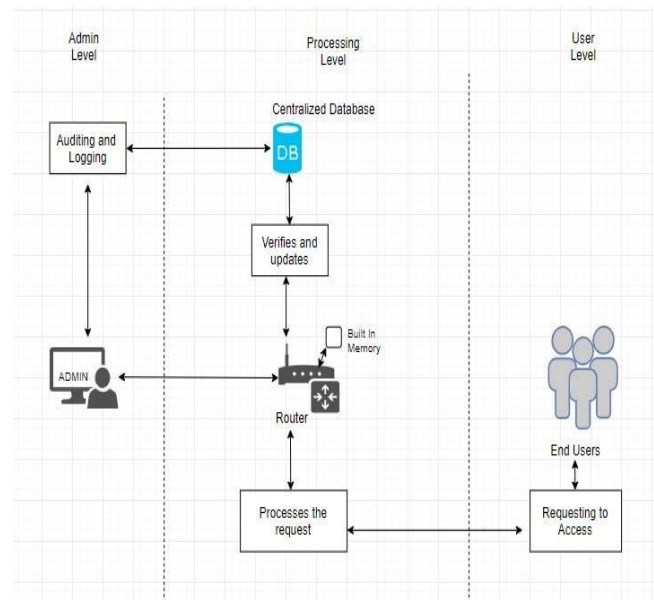 Admin
Level
Processing
Level
User
Level
Centralized Database
Auditing and
Logging
DB
Verifies and
updates
Built In
Memory
ADMIN
Router
End Users
Processes the
request
Requesting to
Access